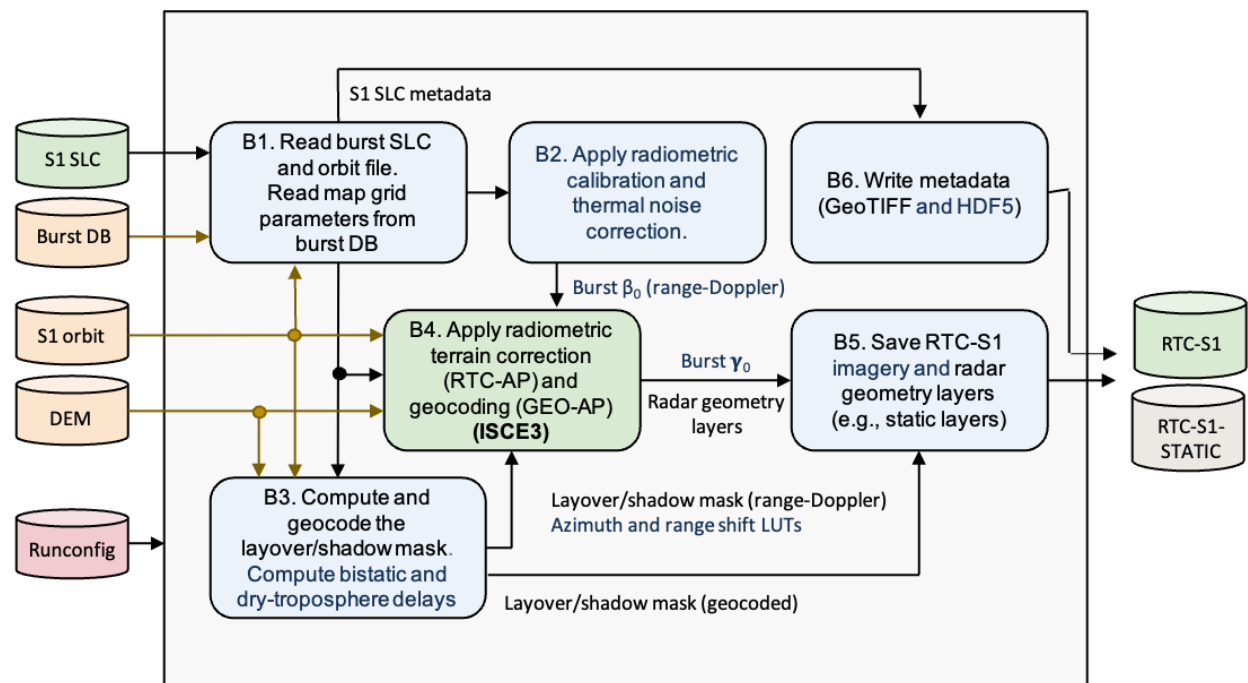 S1 SLC metadata
S1 SLC
Burst DB
S1 orbit
DEM
Runconfig
B1. Read burst SLC
and orbit file.
Read map grid
parameters from
burst DB
B2. Apply radiometric
calibration and
thermal noise
correction.
B6. Write metadata
(GeoTIFF and HDF5)
Burst β₀ (range-Doppler)
B4. Apply radiometric
terrain correction
(RTC-AP) and
geocoding (GEO-AP)
(ISCE3)
Burst γ₀
Radar geometry
layers
B5. Save RTC-S1
imagery and radar
geometry layers
(e.g., static layers)
RTC-S1
RTC-S1-
STATIC
B3. Compute and
geocode the
layover/shadow mask.
Compute bistatic and
dry-troposphere delays
Layover/shadow mask (range-Doppler)
Azimuth and range shift LUTs
Layover/shadow mask (geocoded)